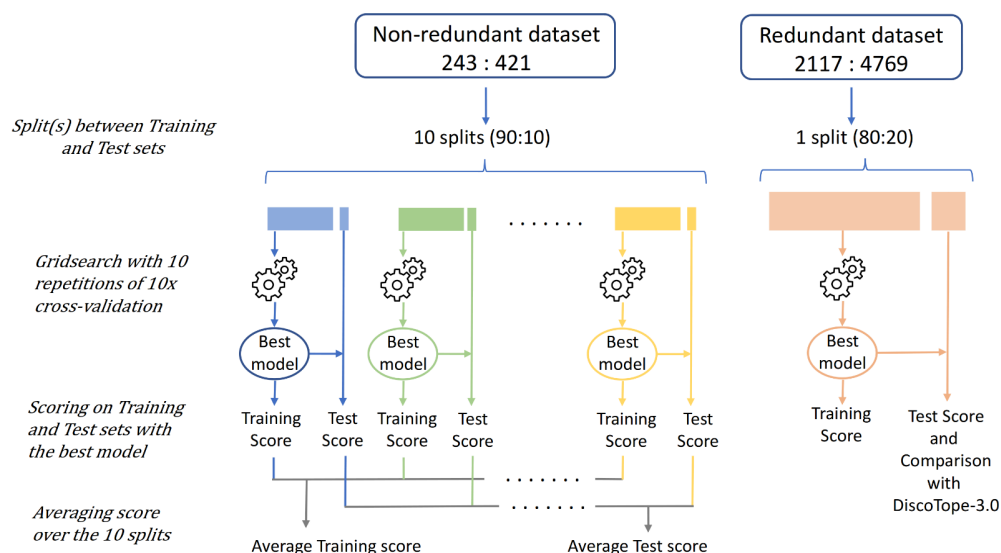 Non-redundant dataset
243 : 421
Redundant dataset
2117 : 4769
Split(s) between Training
and Test sets
10 splits (90:10)
1 split (80:20)
Gridsearch with 10
repetitions of 10x
cross-validation
Best
model
Best
model
Best
model
Best
model
Scoring on Training
and Test sets with
the best model
Training
Score
Test
Score
Training
Score
Test
Score
Training
Score
Test
Score
Training
Score
Test Score
and
Comparison
with
DiscoTope-3.0
Averaging score
over the 10 splits
Average Training score
Average Test score